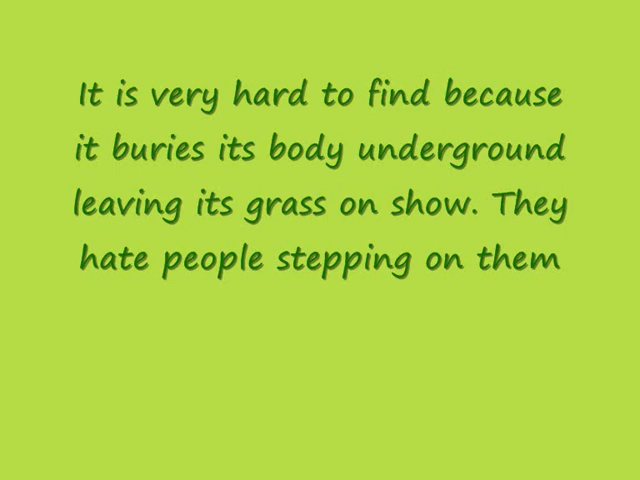 It is very hard to find because
it buries its body underground
leaving its grass on show. They
hate people stepping on them